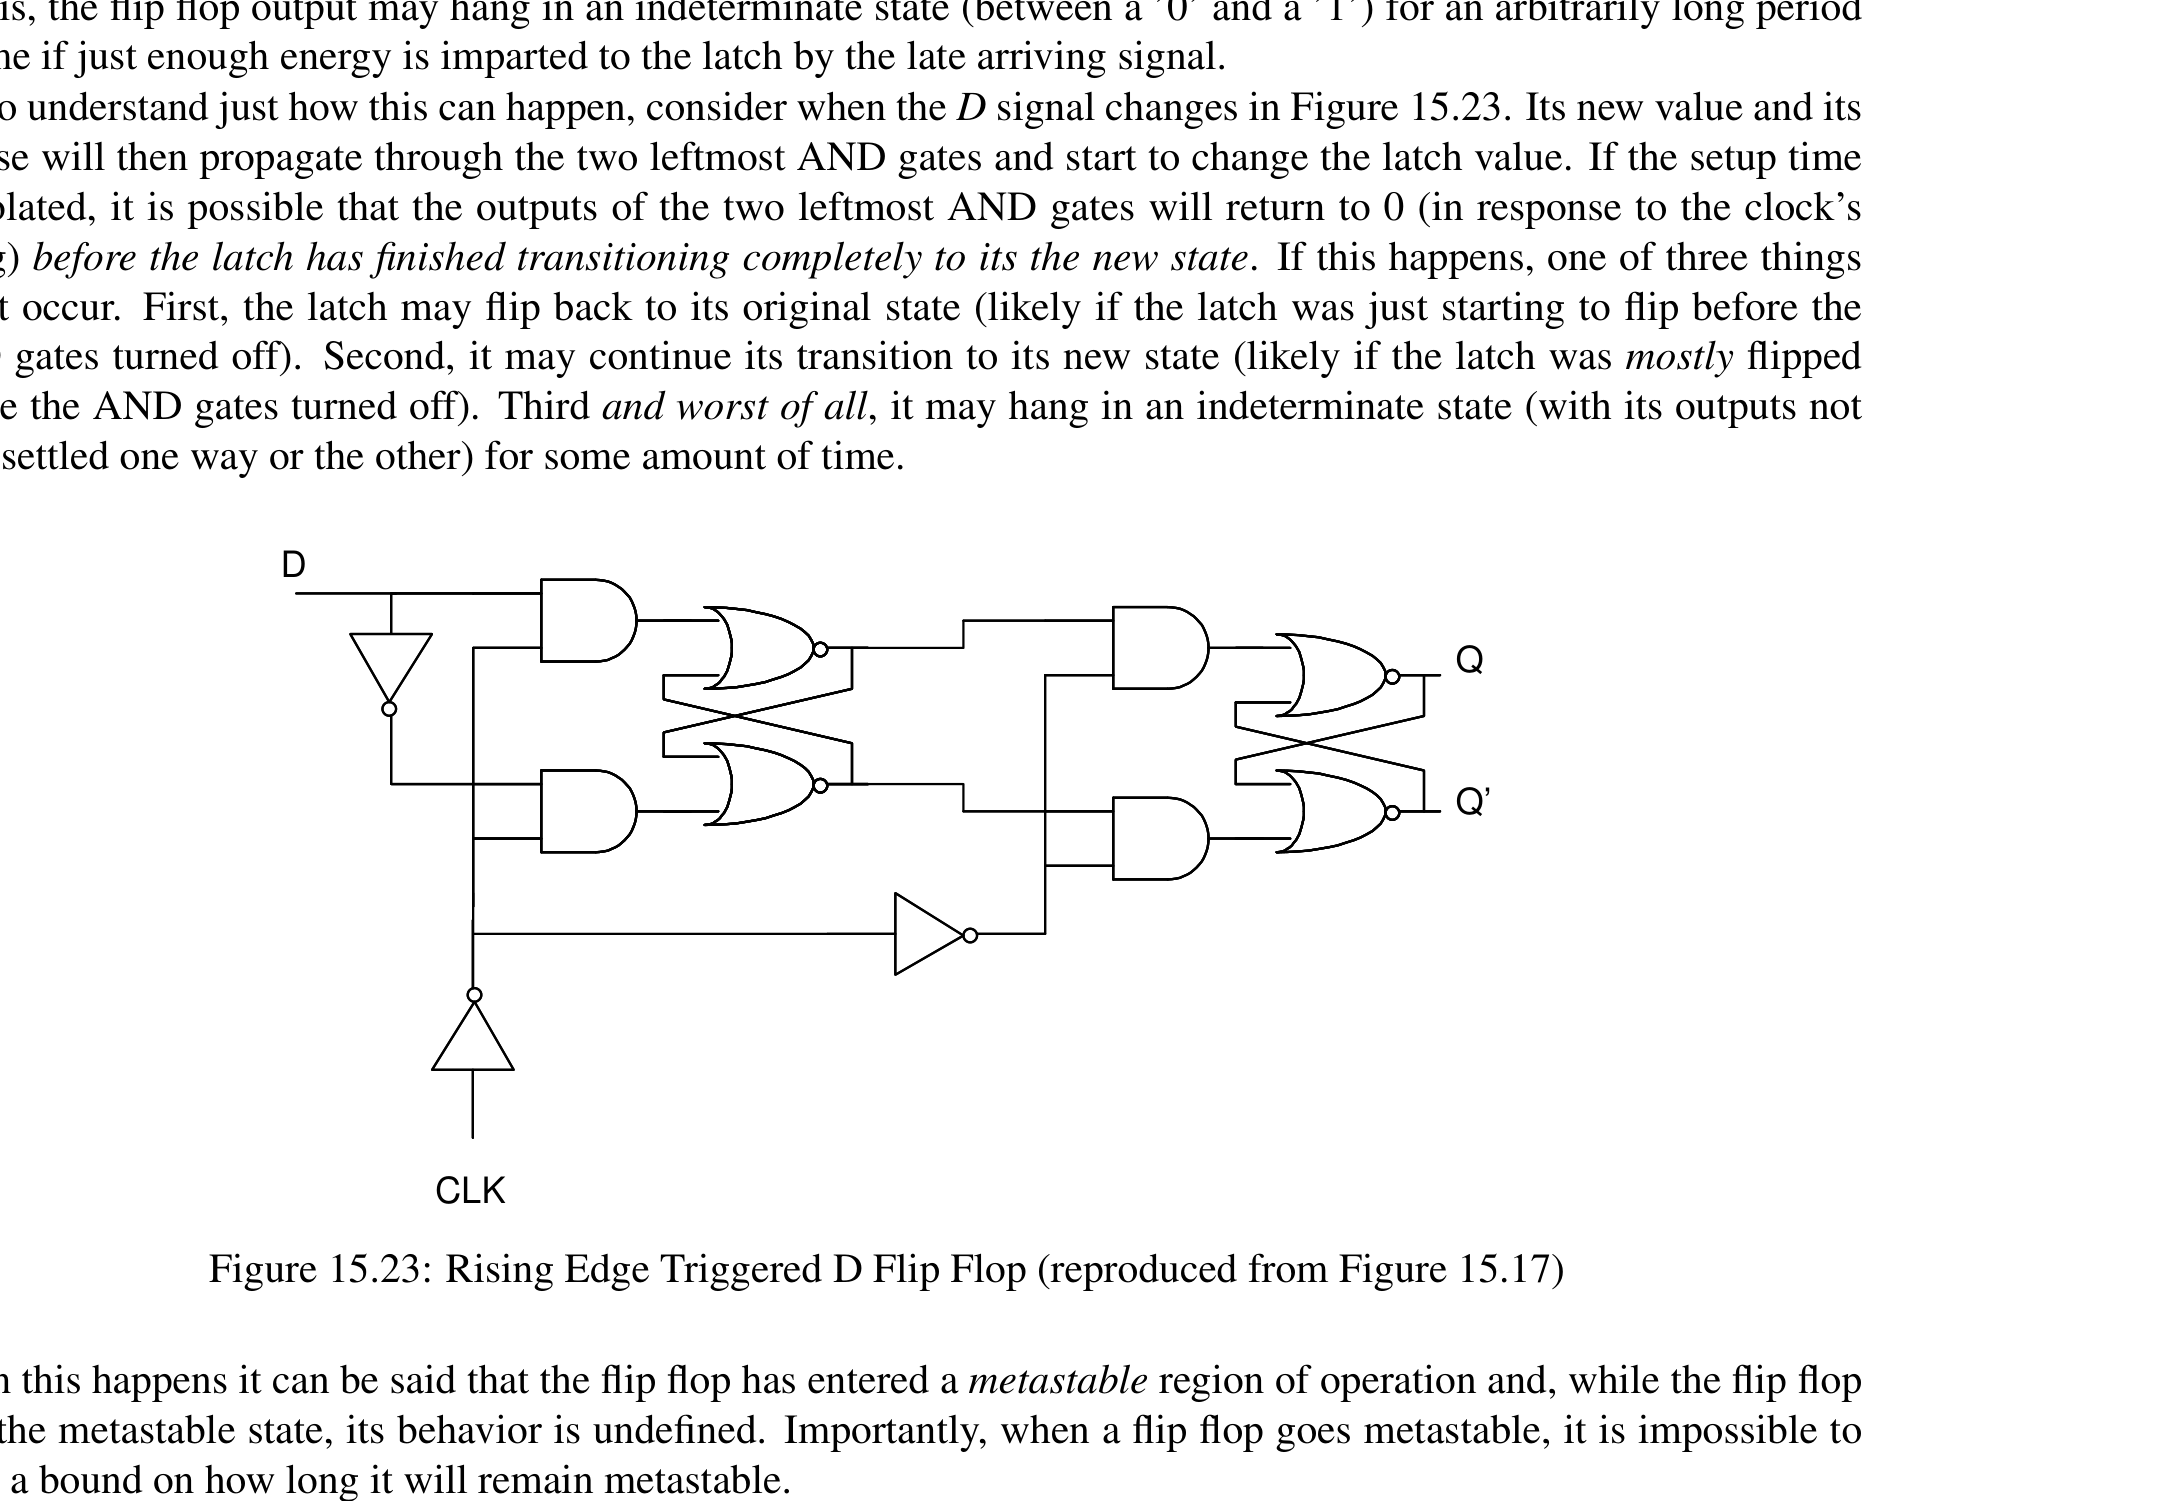 is, the flip flop output may hang in an indeterminate state (between a '0' and a '1') for an arbitrarily long period
if just enough energy is imparted to the latch by the late arriving signal.
understand just how this can happen, consider when the D signal changes in Figure 15.23. Its new value and its
will then propagate through the two leftmost AND gates and start to change the latch value. If the setup time
it is possible that the outputs of the two leftmost AND gates will return to 0 (in response to the clock's
before the latch has finished transitioning completely to its the new state. If this happens, one of three things
occur. First, the latch may flip back to its original state (likely if the latch was just starting to flip before the
gates turned off). Second, it may continue its transition to its new state (likely if the latch was mostly flipped
the AND gates turned off). Third and worst of all, it may hang in an indeterminate state (with its outputs not
settled one way or the other) for some amount of time.
D
Q
Q'
CLK
Figure 15.23: Rising Edge Triggered D Flip Flop (reproduced from Figure 15.17)
this happens it can be said that the flip flop has entered a metastable region of operation and, while the flip flop
the metastable state, its behavior is undefined. Importantly, when a flip flop goes metastable, it is impossible to
a bound on how long it will remain metastable.